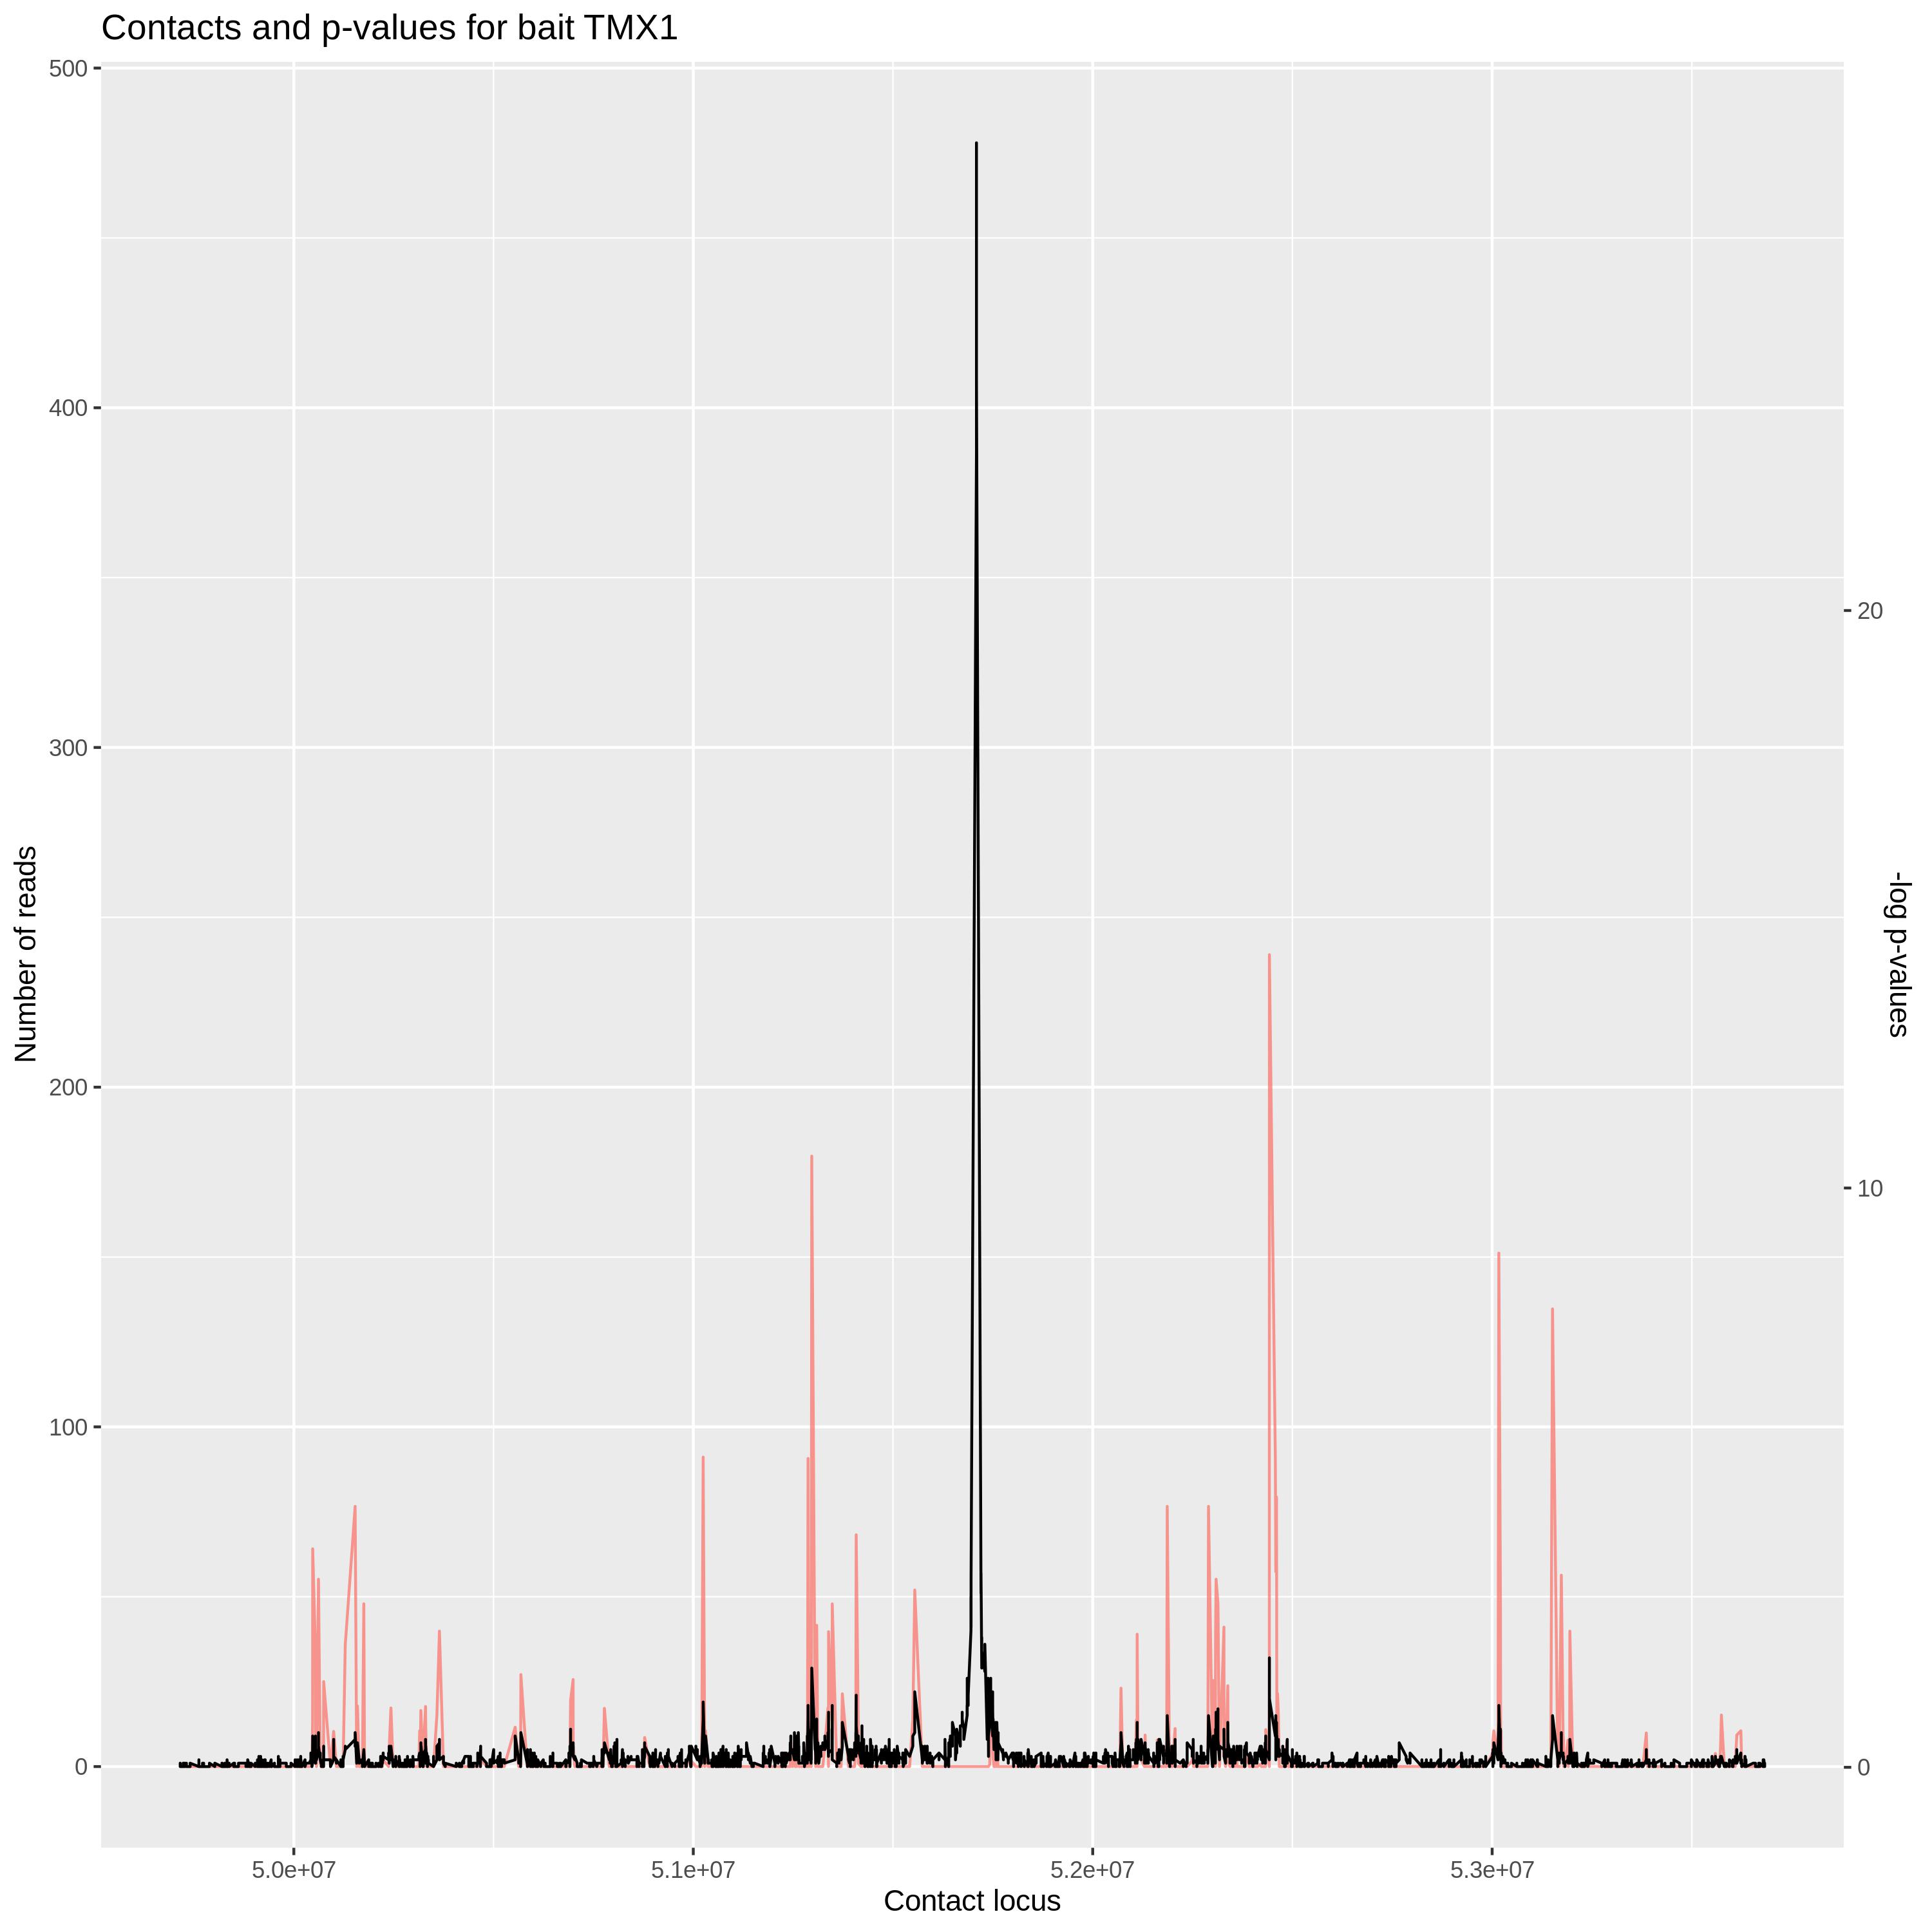 Contacts and p-values for bait TMX1
500
400
300
200
100
0
Number of reads
20
10
0
-log p-values
5.0e+07
5.1e+07
5.2e+07
5.3e+07
Contact locus